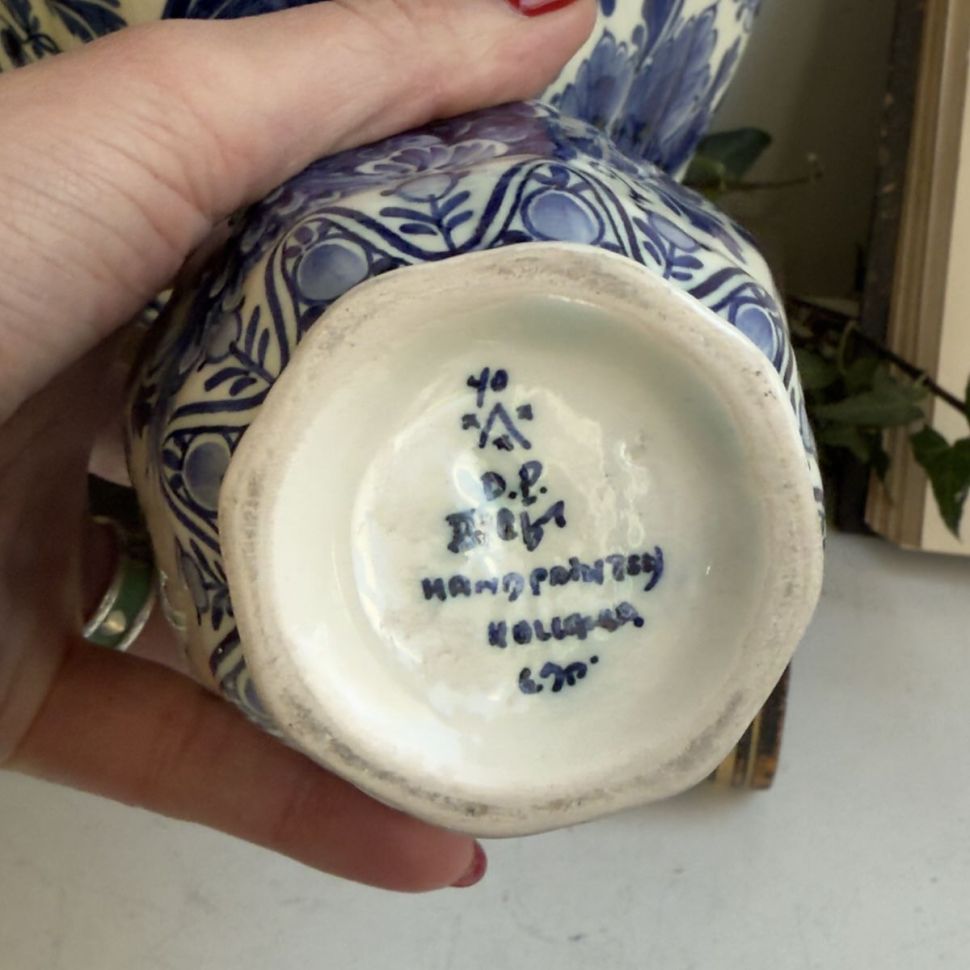 40
D.P.
Delft
HANDPAINTED
HOLLAND